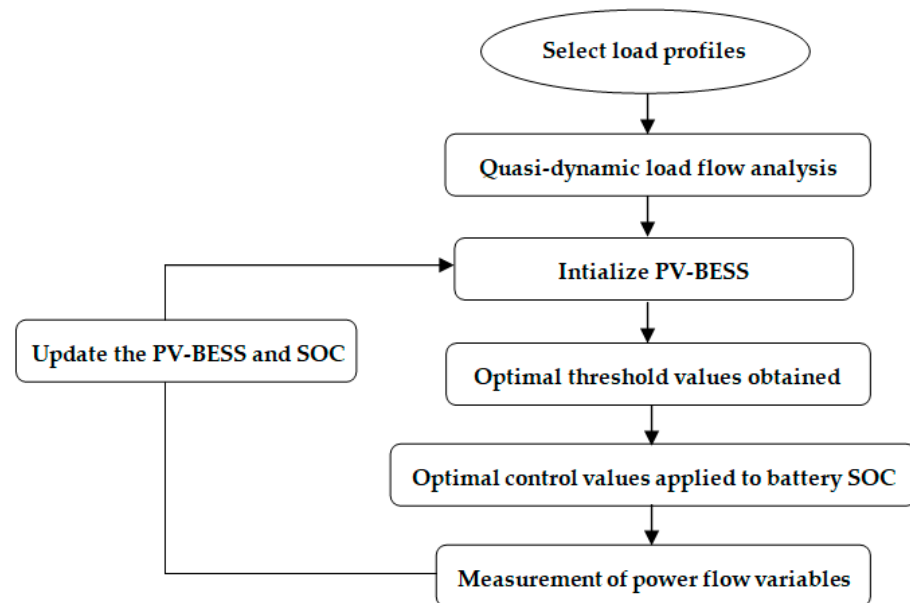 Select load profiles
Quasi-dynamic load flow analysis
Intialize PV-BESS
Update the PV-BESS and SOC
Optimal threshold values obtained
Optimal control values applied to battery SOC
Measurement of power flow variables